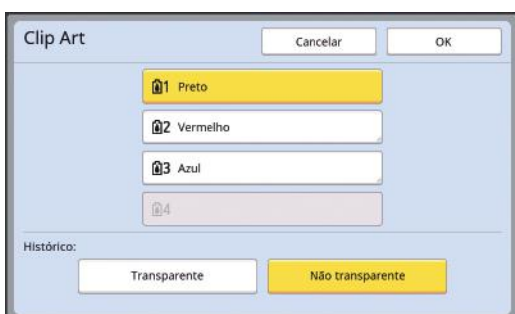 Clip Art
Cancelar
OK
1 Preto
2 Vermelho
3 Azul
4
Histórico:
Transparente
Não transparente